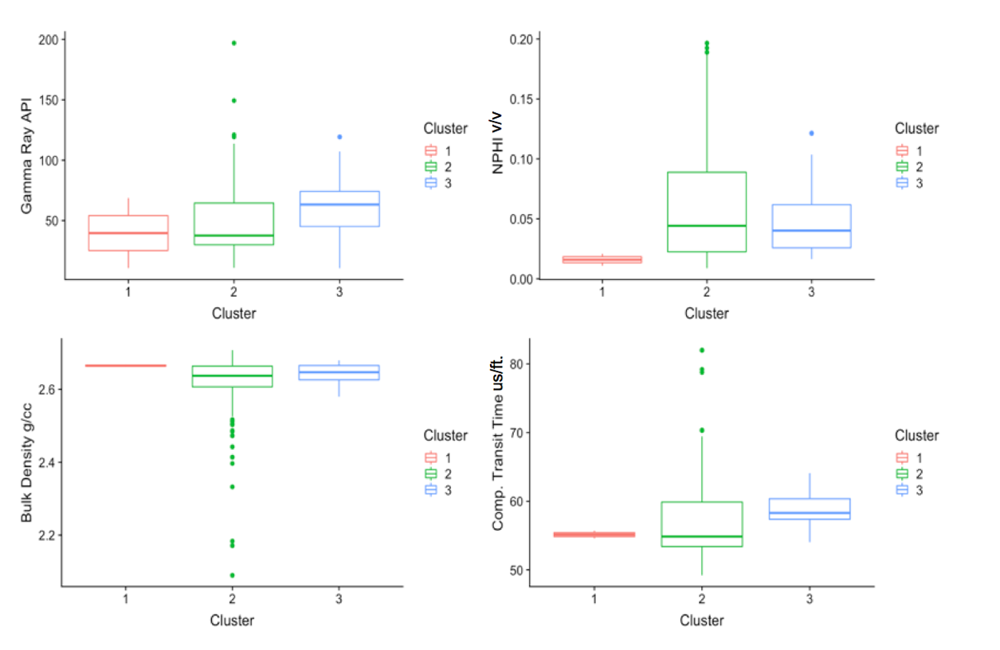 200
150
100
50
Gamma Ray API
1 2 3
Cluster
Cluster
1
2
3
0.20
0.15
0.10
0.05
0.00
NPHI v/v
1 2 3
Cluster
Cluster
1
2
3
2.6
2.4
2.2
Bulk Density g/cc
1 2 3
Cluster
Cluster
1
2
3
80
70
60
50
Comp. Transit Time us/ft.
1 2 3
Cluster
Cluster
1
2
3